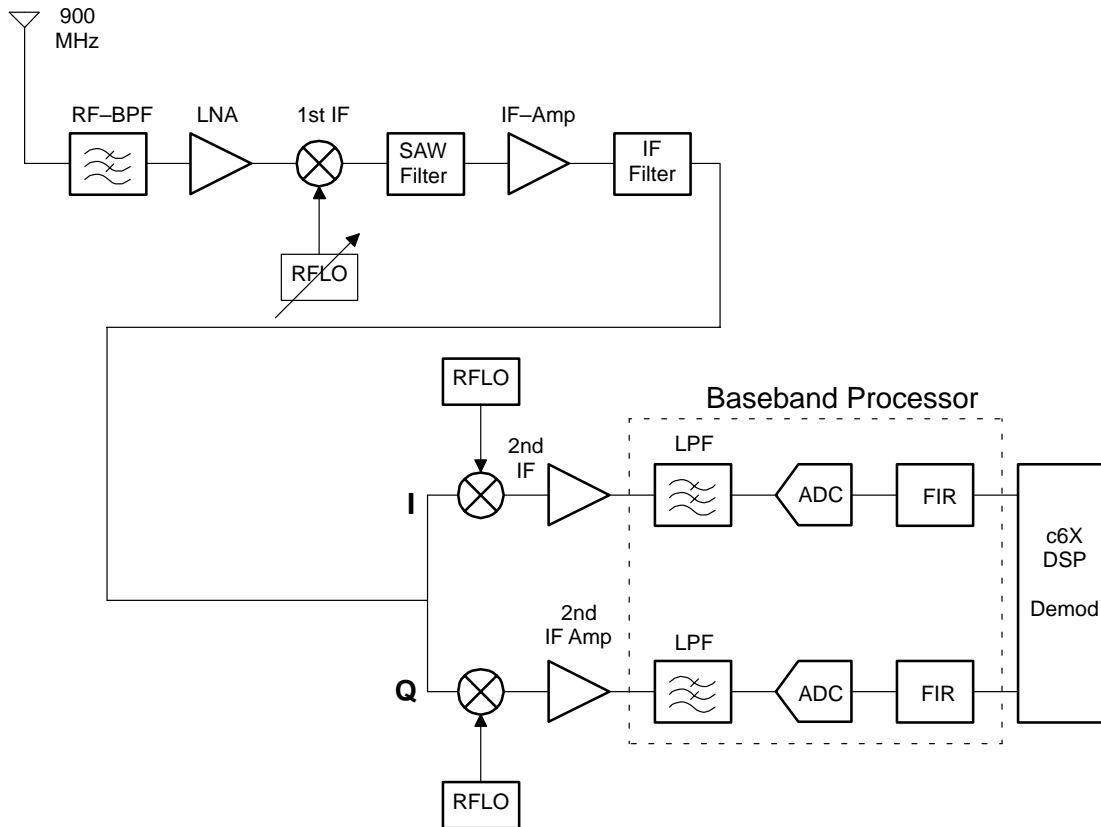 900
MHz
RF–BPF
LNA
1st IF
IF–Amp
SAW
Filter
IF
Filter
RFLO
RFLO
Baseband Processor
2nd
IF
LPF
I
ADC
FIR
c6X
DSP
Demod
2nd
IF Amp
LPF
Q
ADC
FIR
RFLO